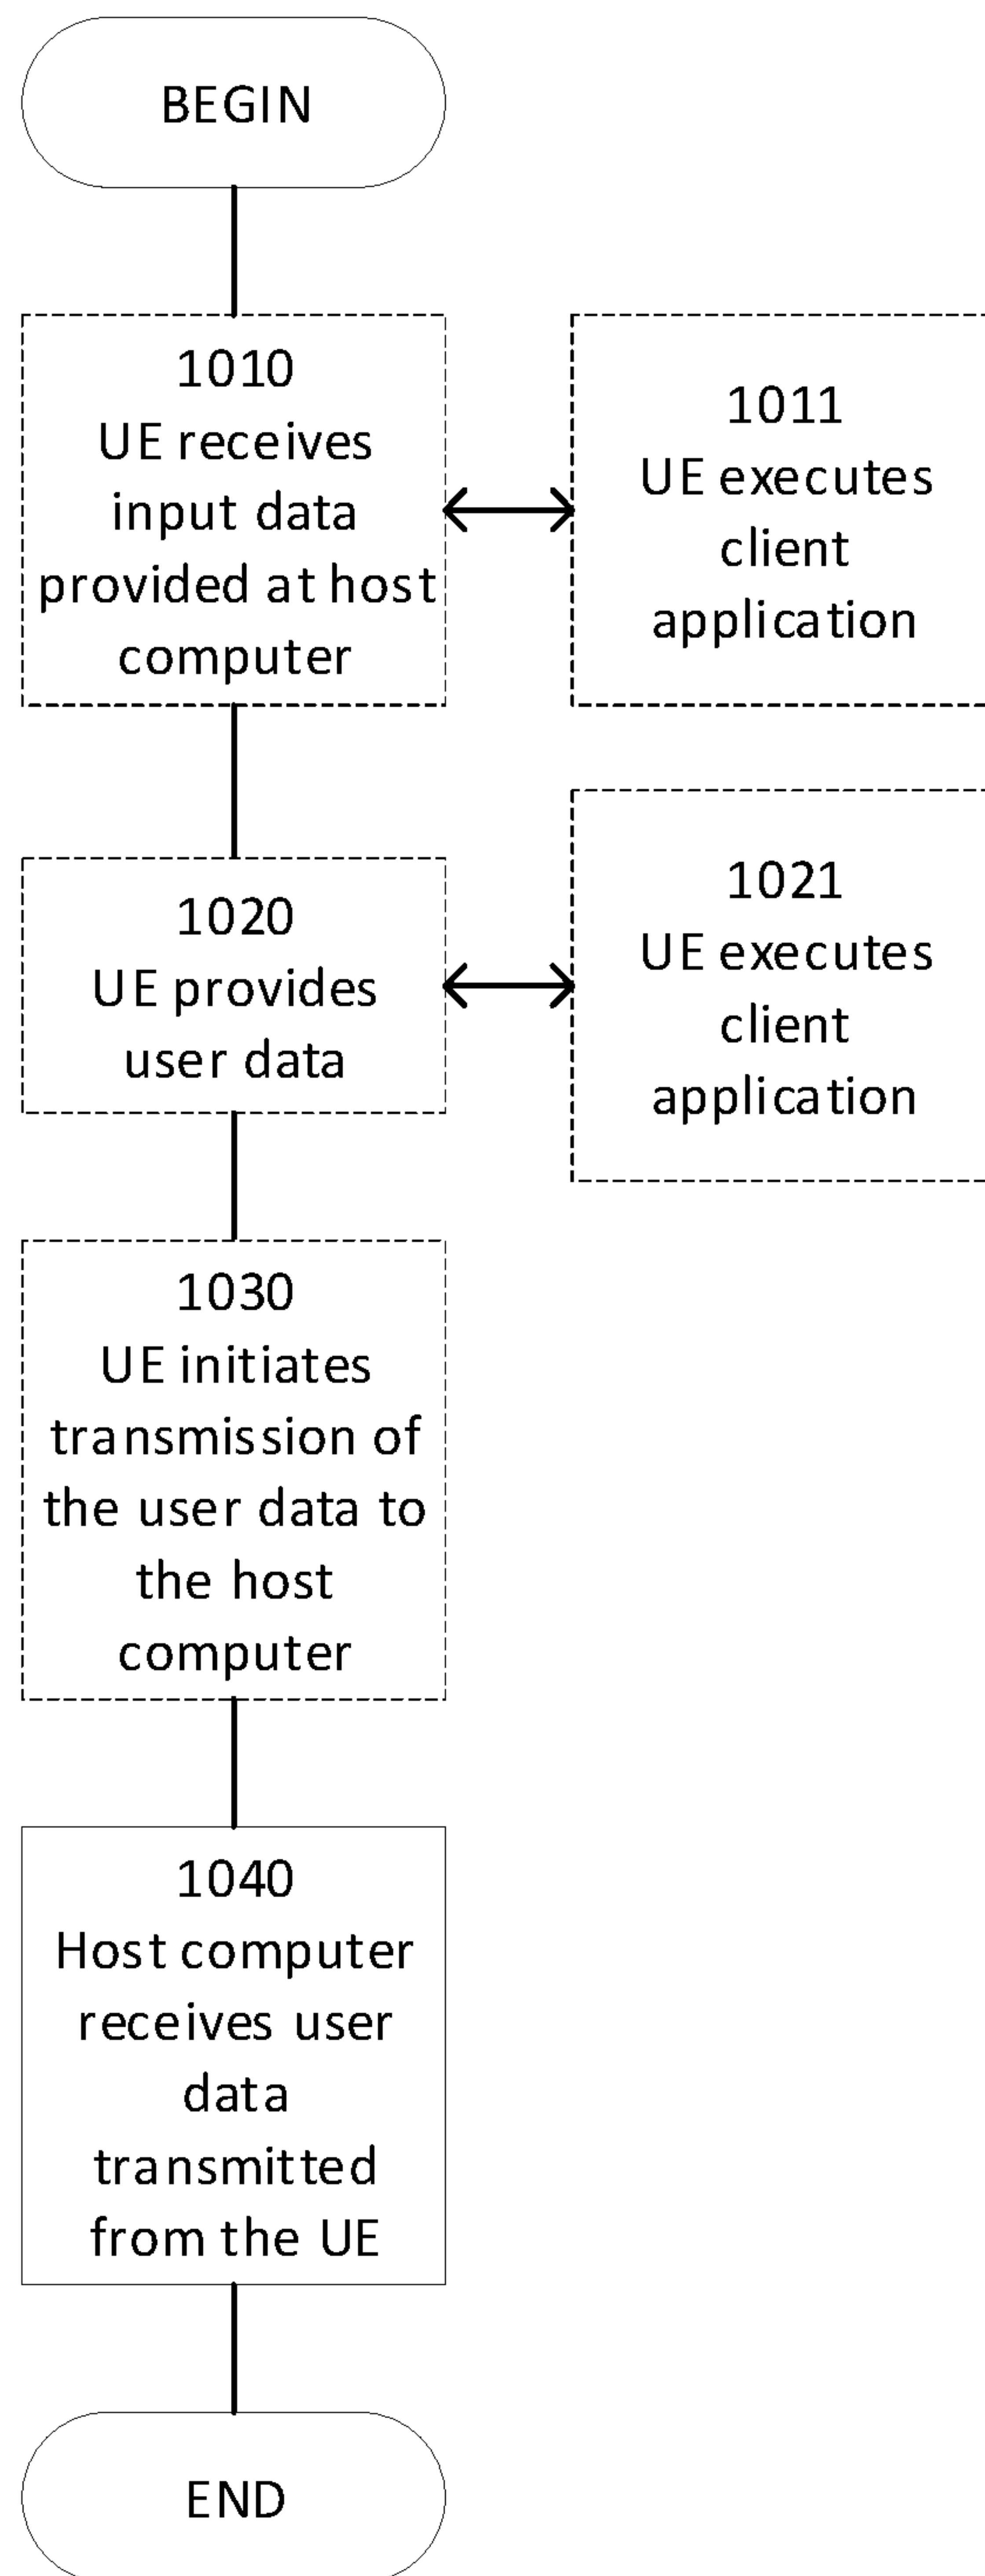 BEGIN
1010
UE receives
input data
provided at host
computer
1011
UE executes
client
application
1020
UE provides
user data
1021
UE executes
client
application
1030
UE initiates
transmission of
the user data to
the host
computer
1040
Host computer
receives user
data
transmitted
from the UE
END